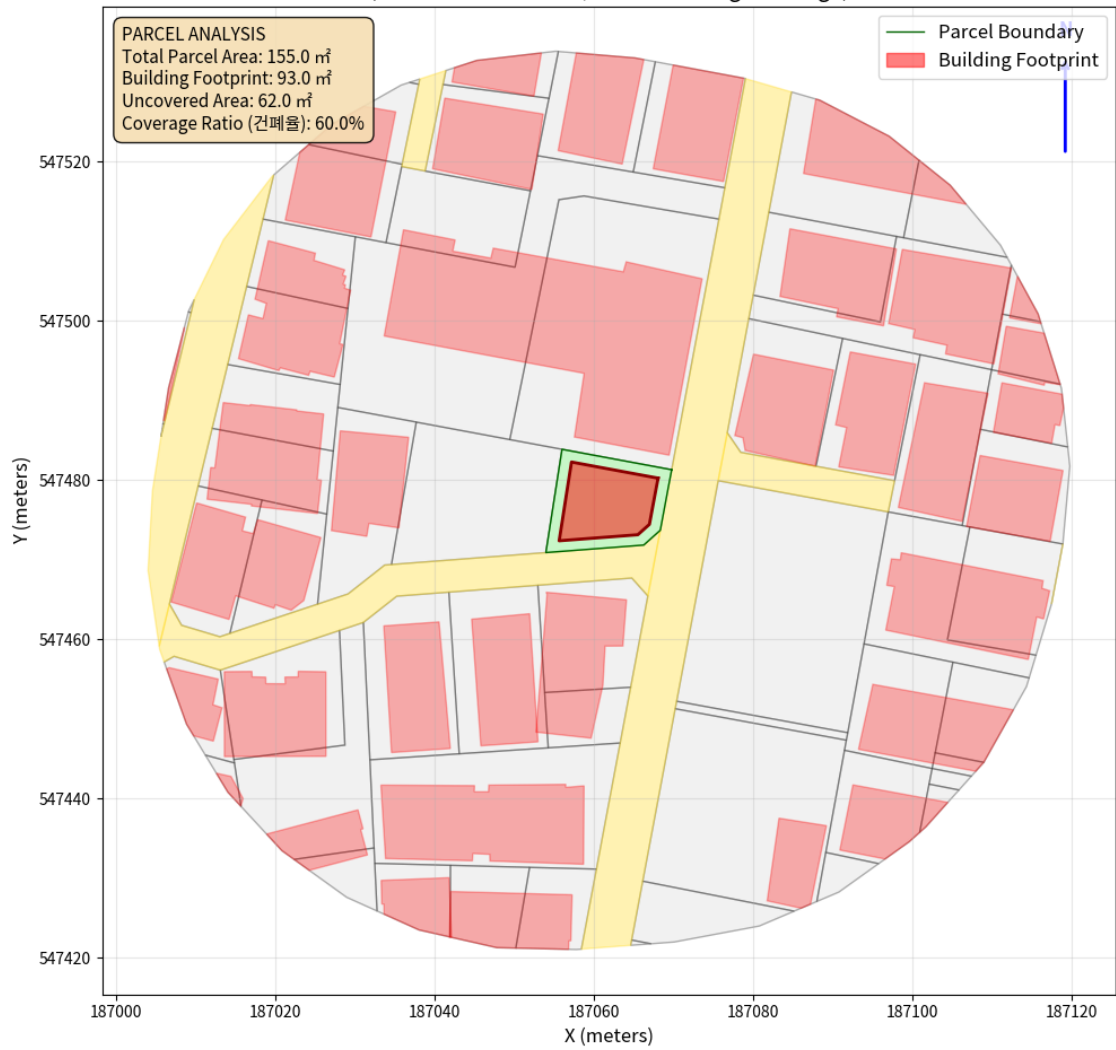 PARCEL ANALYSIS
Total Parcel Area: 155.0 ㎡
Building Footprint: 93.0 ㎡
Uncovered Area: 62.0 ㎡
Coverage Ratio (건폐율): 60.0%
Parcel Boundary
Building Footprint
N
547520
547500
547480
547460
547440
547420
Y (meters)
187000
187020
187040
187060
187080
187100
187120
X (meters)